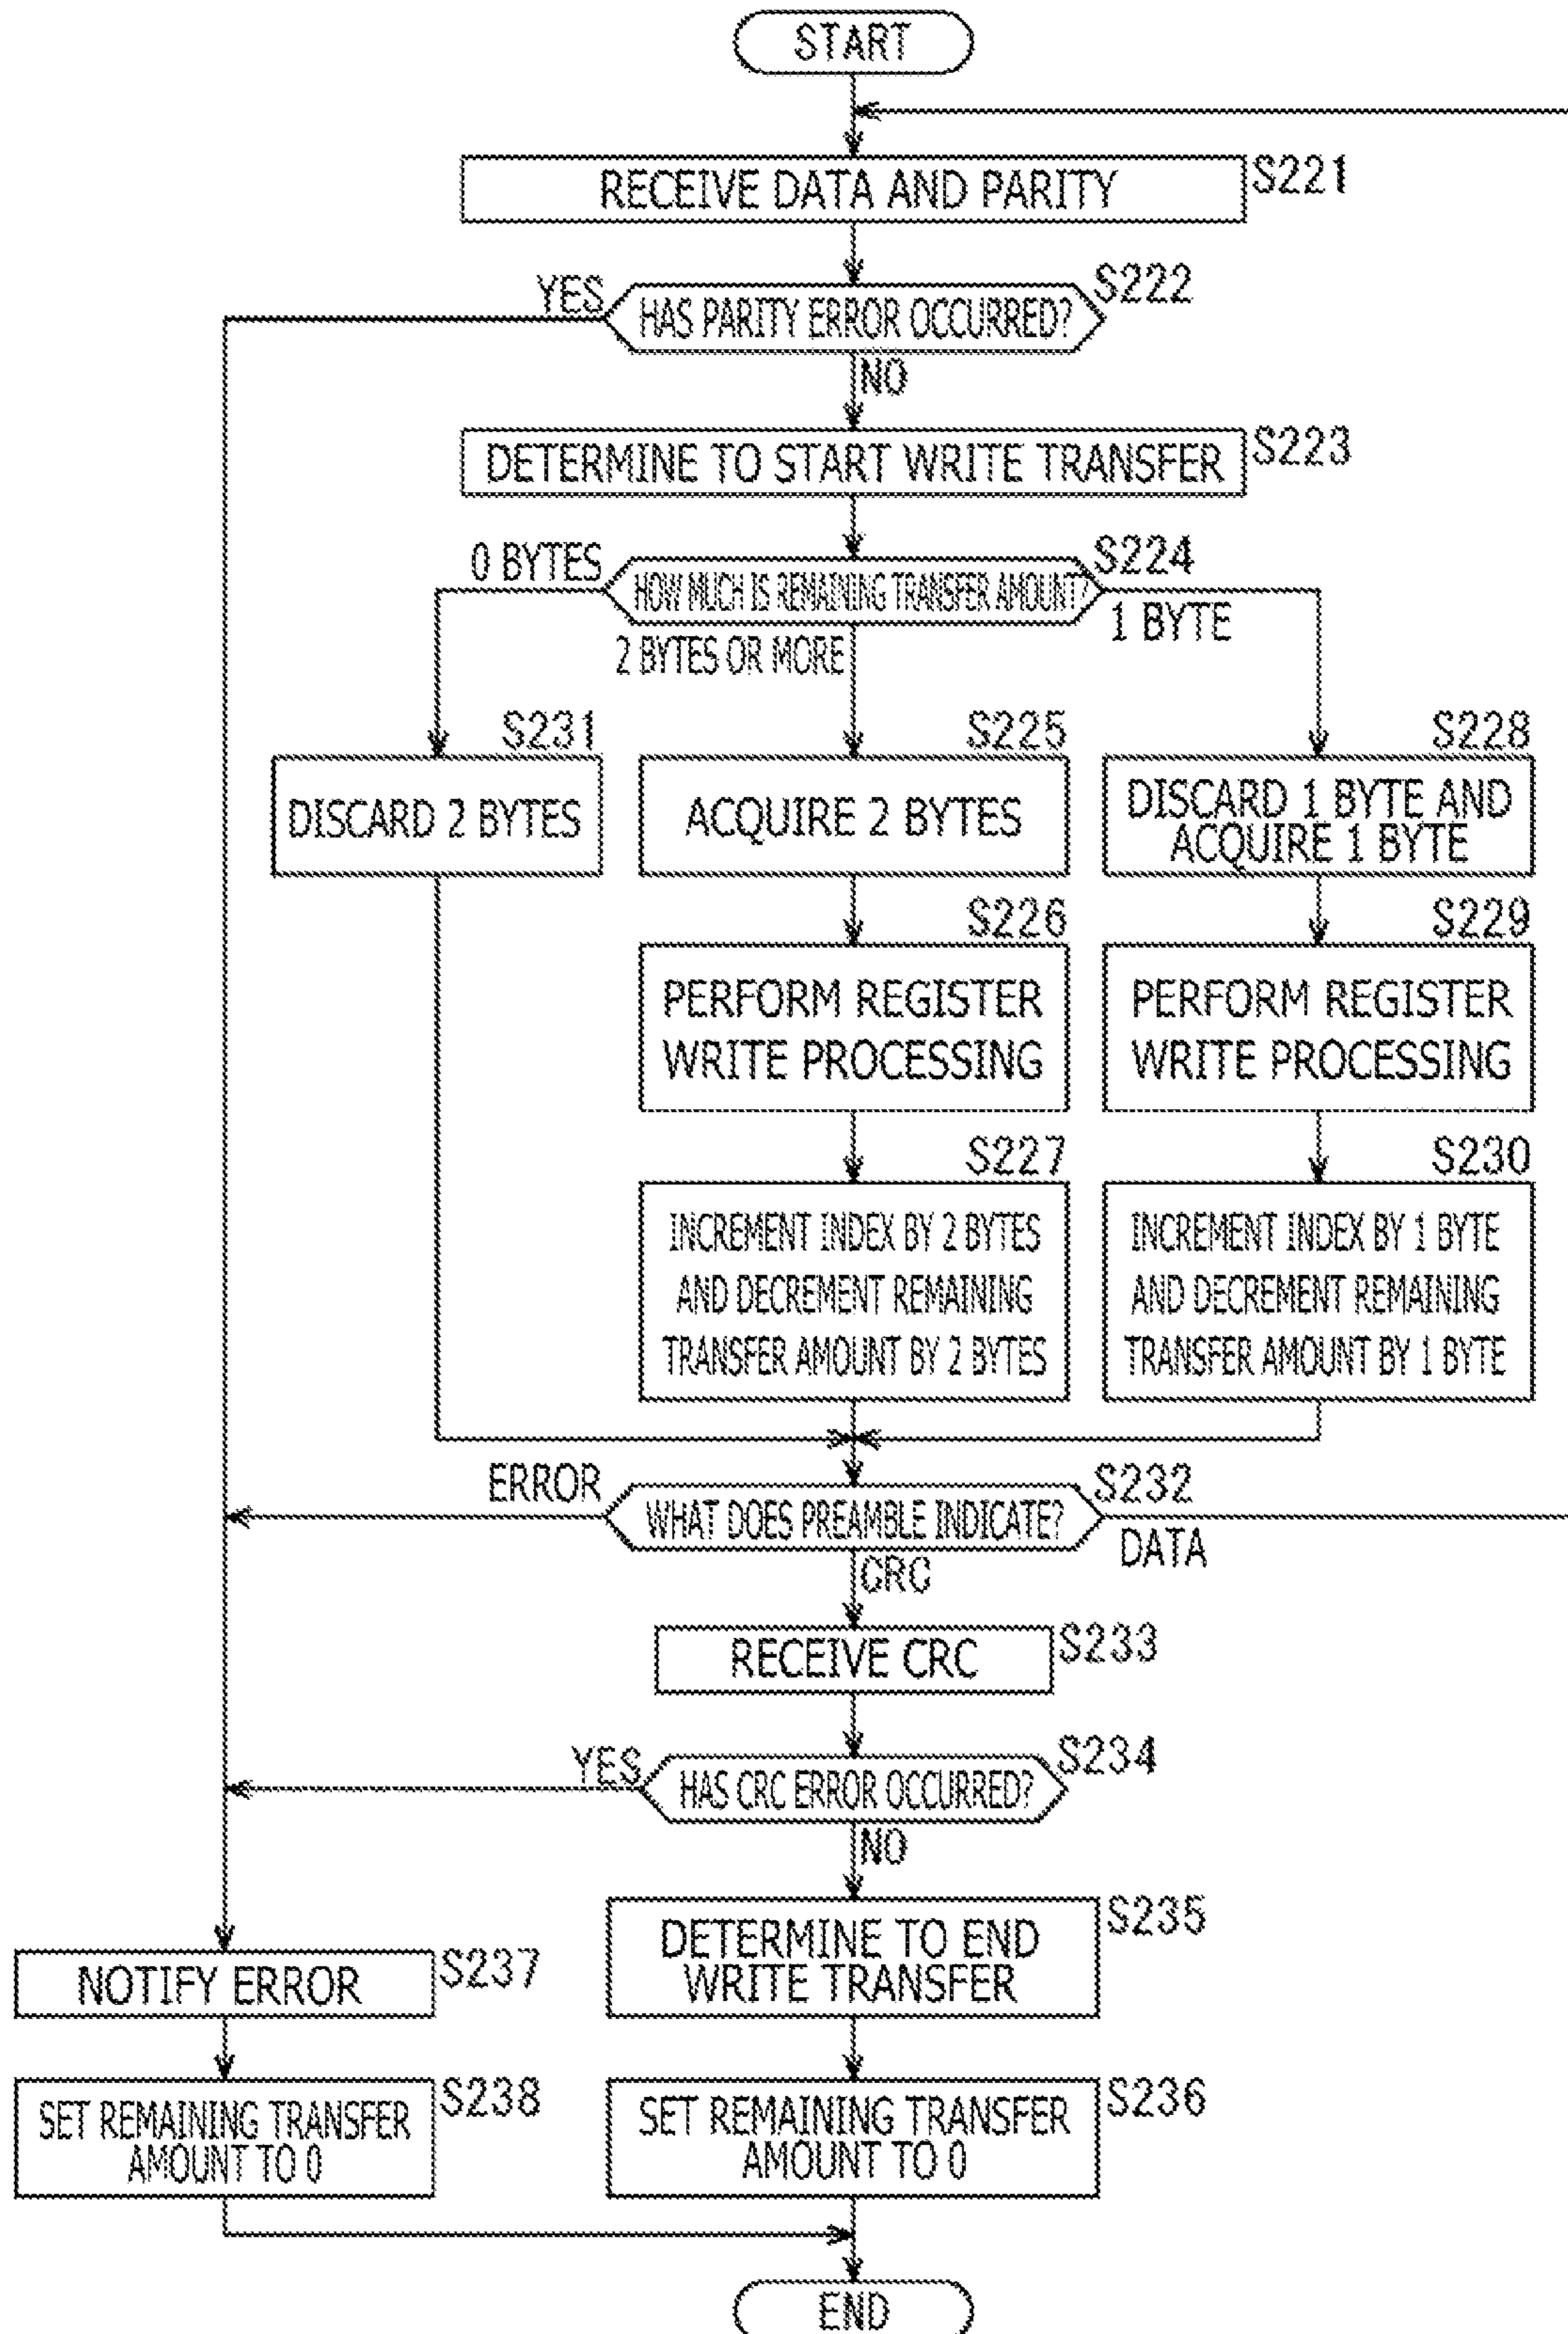 START
RECEIVE DATA AND PARITY
S221
YES
HAS PARITY ERROR OCCURRED?
S222
NO
DETERMINE TO START WRITE TRANSFER
S223
0 BYTES
HOW MUCH IS REMAINING TRANSFER AMOUNT?
S224
1 BYTE
2 BYTES OR MORE
S231
DISCARD 2 BYTES
S225
ACQUIRE 2 BYTES
S228
DISCARD 1 BYTE AND
ACQUIRE 1 BYTE
S226
PERFORM REGISTER
WRITE PROCESSING
S229
PERFORM REGISTER
WRITE PROCESSING
S227
INCREMENT INDEX BY 2 BYTES
AND DECREMENT REMAINING
TRANSFER AMOUNT BY 2 BYTES
S230
INCREMENT INDEX BY 1 BYTE
AND DECREMENT REMAINING
TRANSFER AMOUNT BY 1 BYTE
ERROR
WHAT DOES PREAMBLE INDICATE?
S232
DATA
CRC
RECEIVE CRC
S233
YES
HAS CRC ERROR OCCURRED?
S234
NO
DETERMINE TO END
WRITE TRANSFER
S235
NOTIFY ERROR
S237
SET REMAINING TRANSFER
AMOUNT TO 0
S238
SET REMAINING TRANSFER
AMOUNT TO 0
S236
END